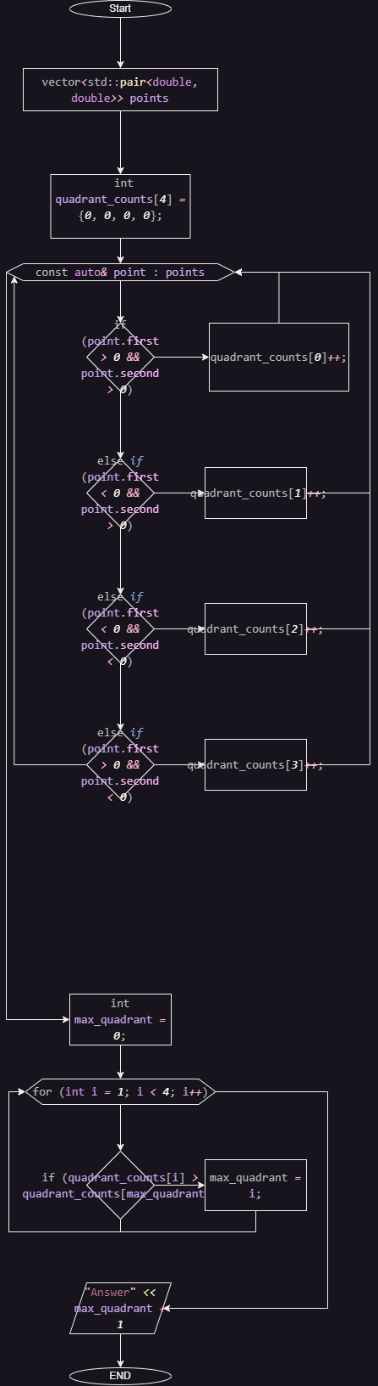 Start
vector<std::pair<double,
double>> points
int
quadrant_counts[4] =
{0, 0, 0, 0};
const auto& point : points
if
(point.first
> 0 &&
point.second
> 0)
quadrant_counts[0]++;
else if
(point.first
< 0 &&
point.second
> 0)
quadrant_counts[1]++;
else if
(point.first
< 0 &&
point.second
< 0)
quadrant_counts[2]++;
else if
(point.first
> 0 &&
point.second
< 0)
quadrant_counts[3]++;
int
max_quadrant =
0;
for (int i = 1; i < 4; i++)
if (quadrant_counts[i] >
quadrant_counts[max_quadrant
max_quadrant =
i;
"Answer" <<
max_quadrant +
1
END